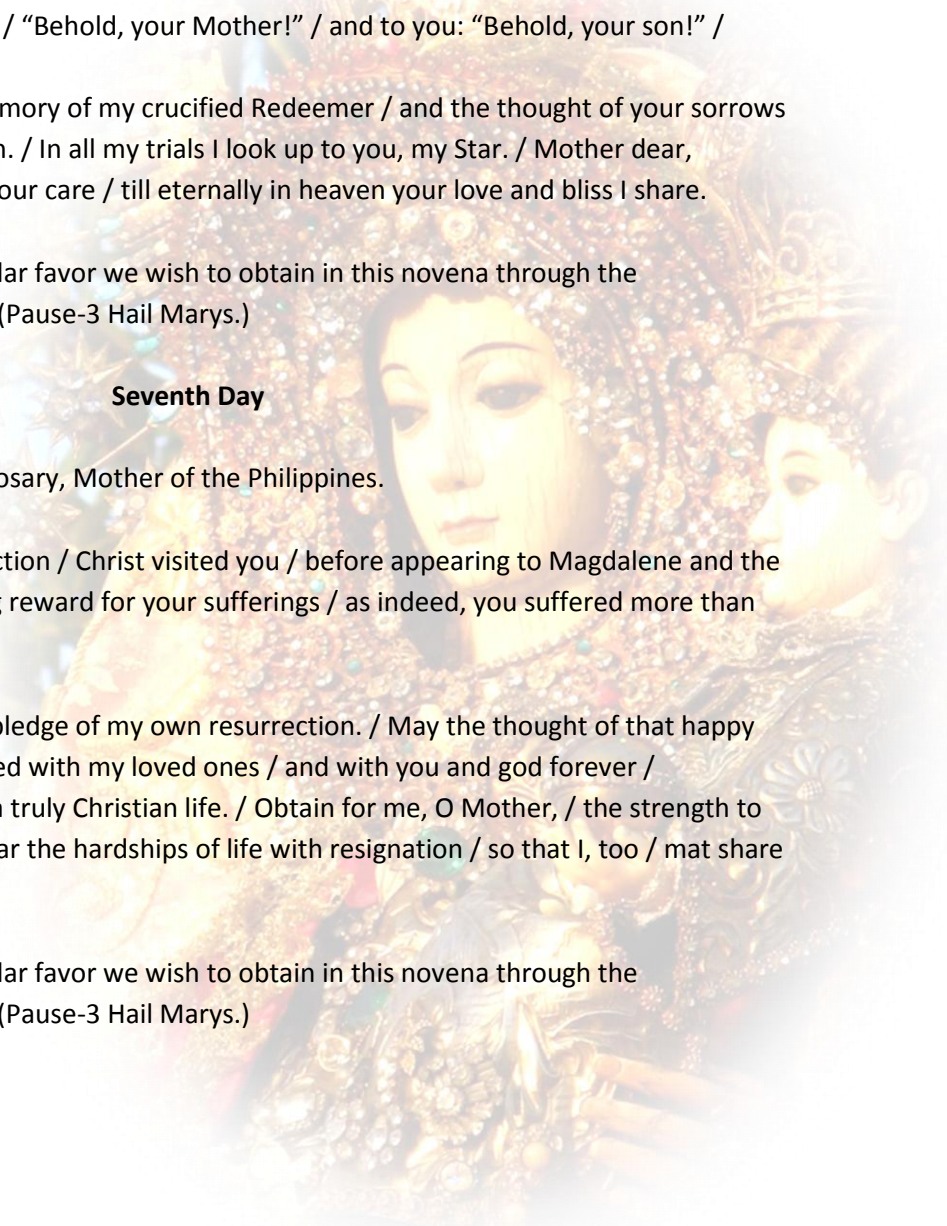 / “Behold, your Mother!” / and to you: “Behold, your son!” /
mory of my crucified Redeemer / and the thought of your sorrows
. / In all my trials I look up to you, my Star. / Mother dear,
our care / till eternally in heaven your love and bliss I share.
lar favor we wish to obtain in this novena through the
(Pause-3 Hail Marys.)
Seventh Day
osary, Mother of the Philippines.
ction / Christ visited you / before appearing to Magdalene and the
reward for your sufferings / as indeed, you suffered more than
pledge of my own resurrection. / May the thought of that happy
ed with my loved ones / and with you and god forever /
truly Christian life. / Obtain for me, O Mother, / the strength to
ar the hardships of life with resignation / so that I, too / mat share
lar favor we wish to obtain in this novena through the
(Pause-3 Hail Marys.)